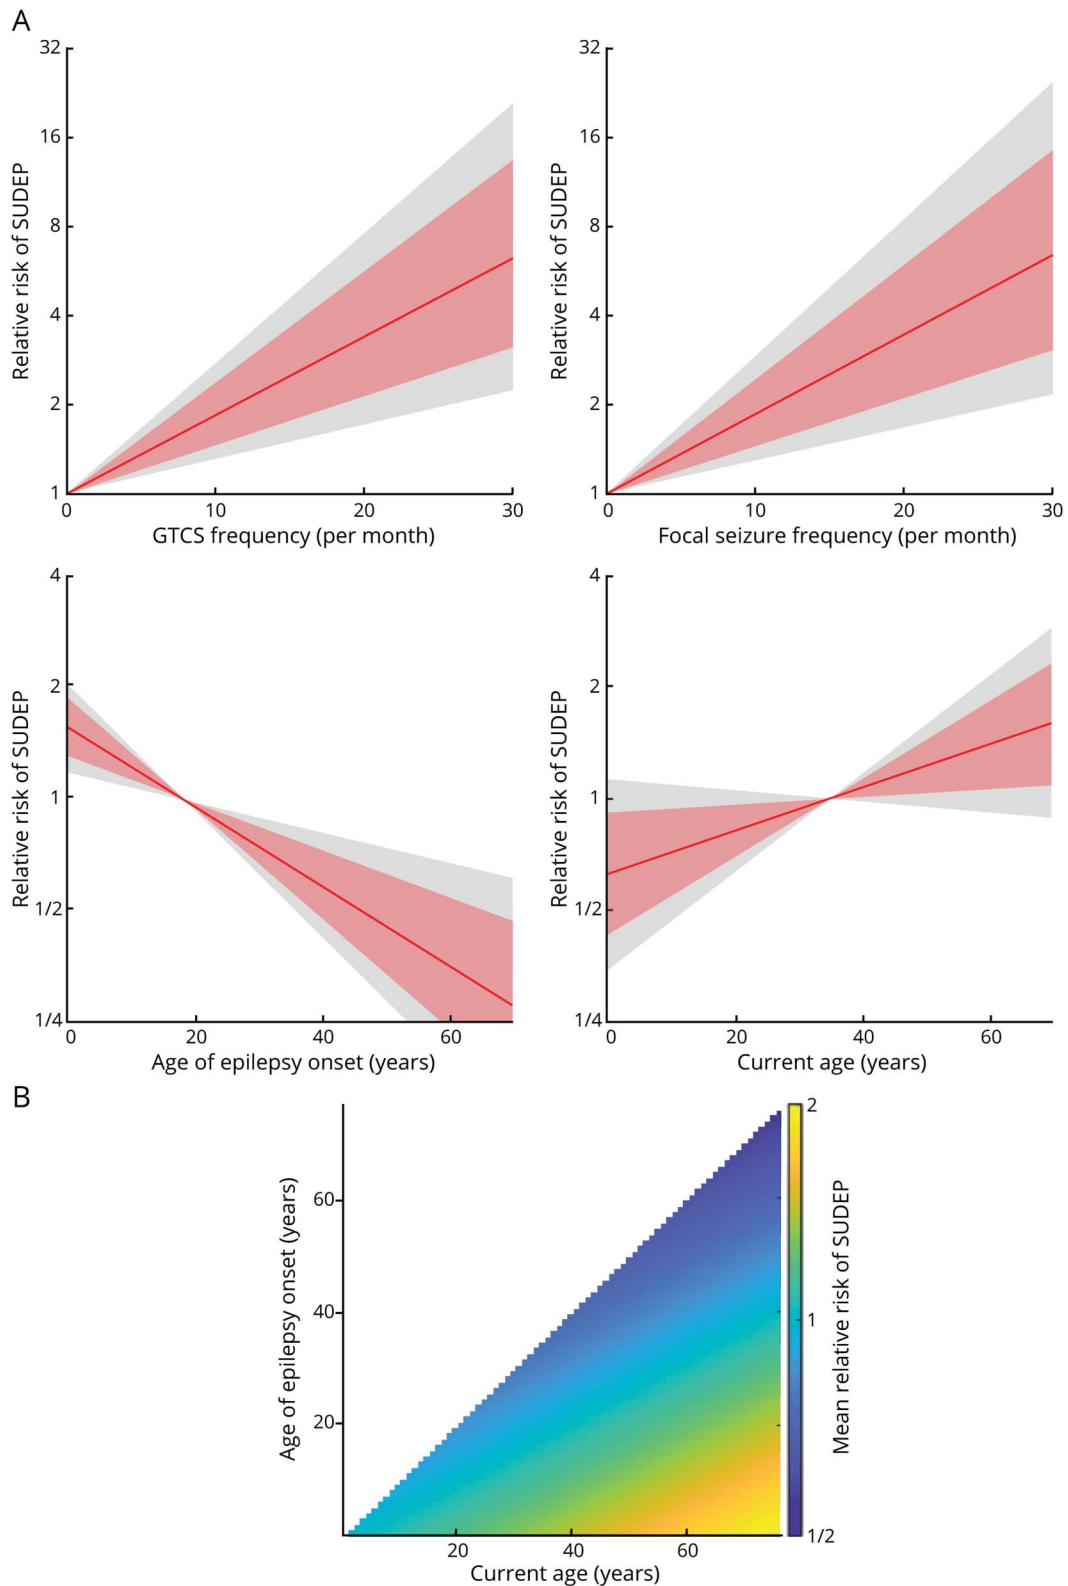 A
32
16
8
4
2
1
Relative risk of SUDEP
0 10 20 30
GTCS frequency (per month)
32
16
8
4
2
1
Relative risk of SUDEP
0 10 20 30
Focal seizure frequency (per month)
4
2
1
1/2
1/4
Relative risk of SUDEP
0 20 40 60
Age of epilepsy onset (years)
4
2
1
1/2
1/4
Relative risk of SUDEP
0 20 40 60
Current age (years)
B
60
40
20
Age of epilepsy onset (years)
20 40 60
Current age (years)
2
1
1/2
Mean relative risk of SUDEP